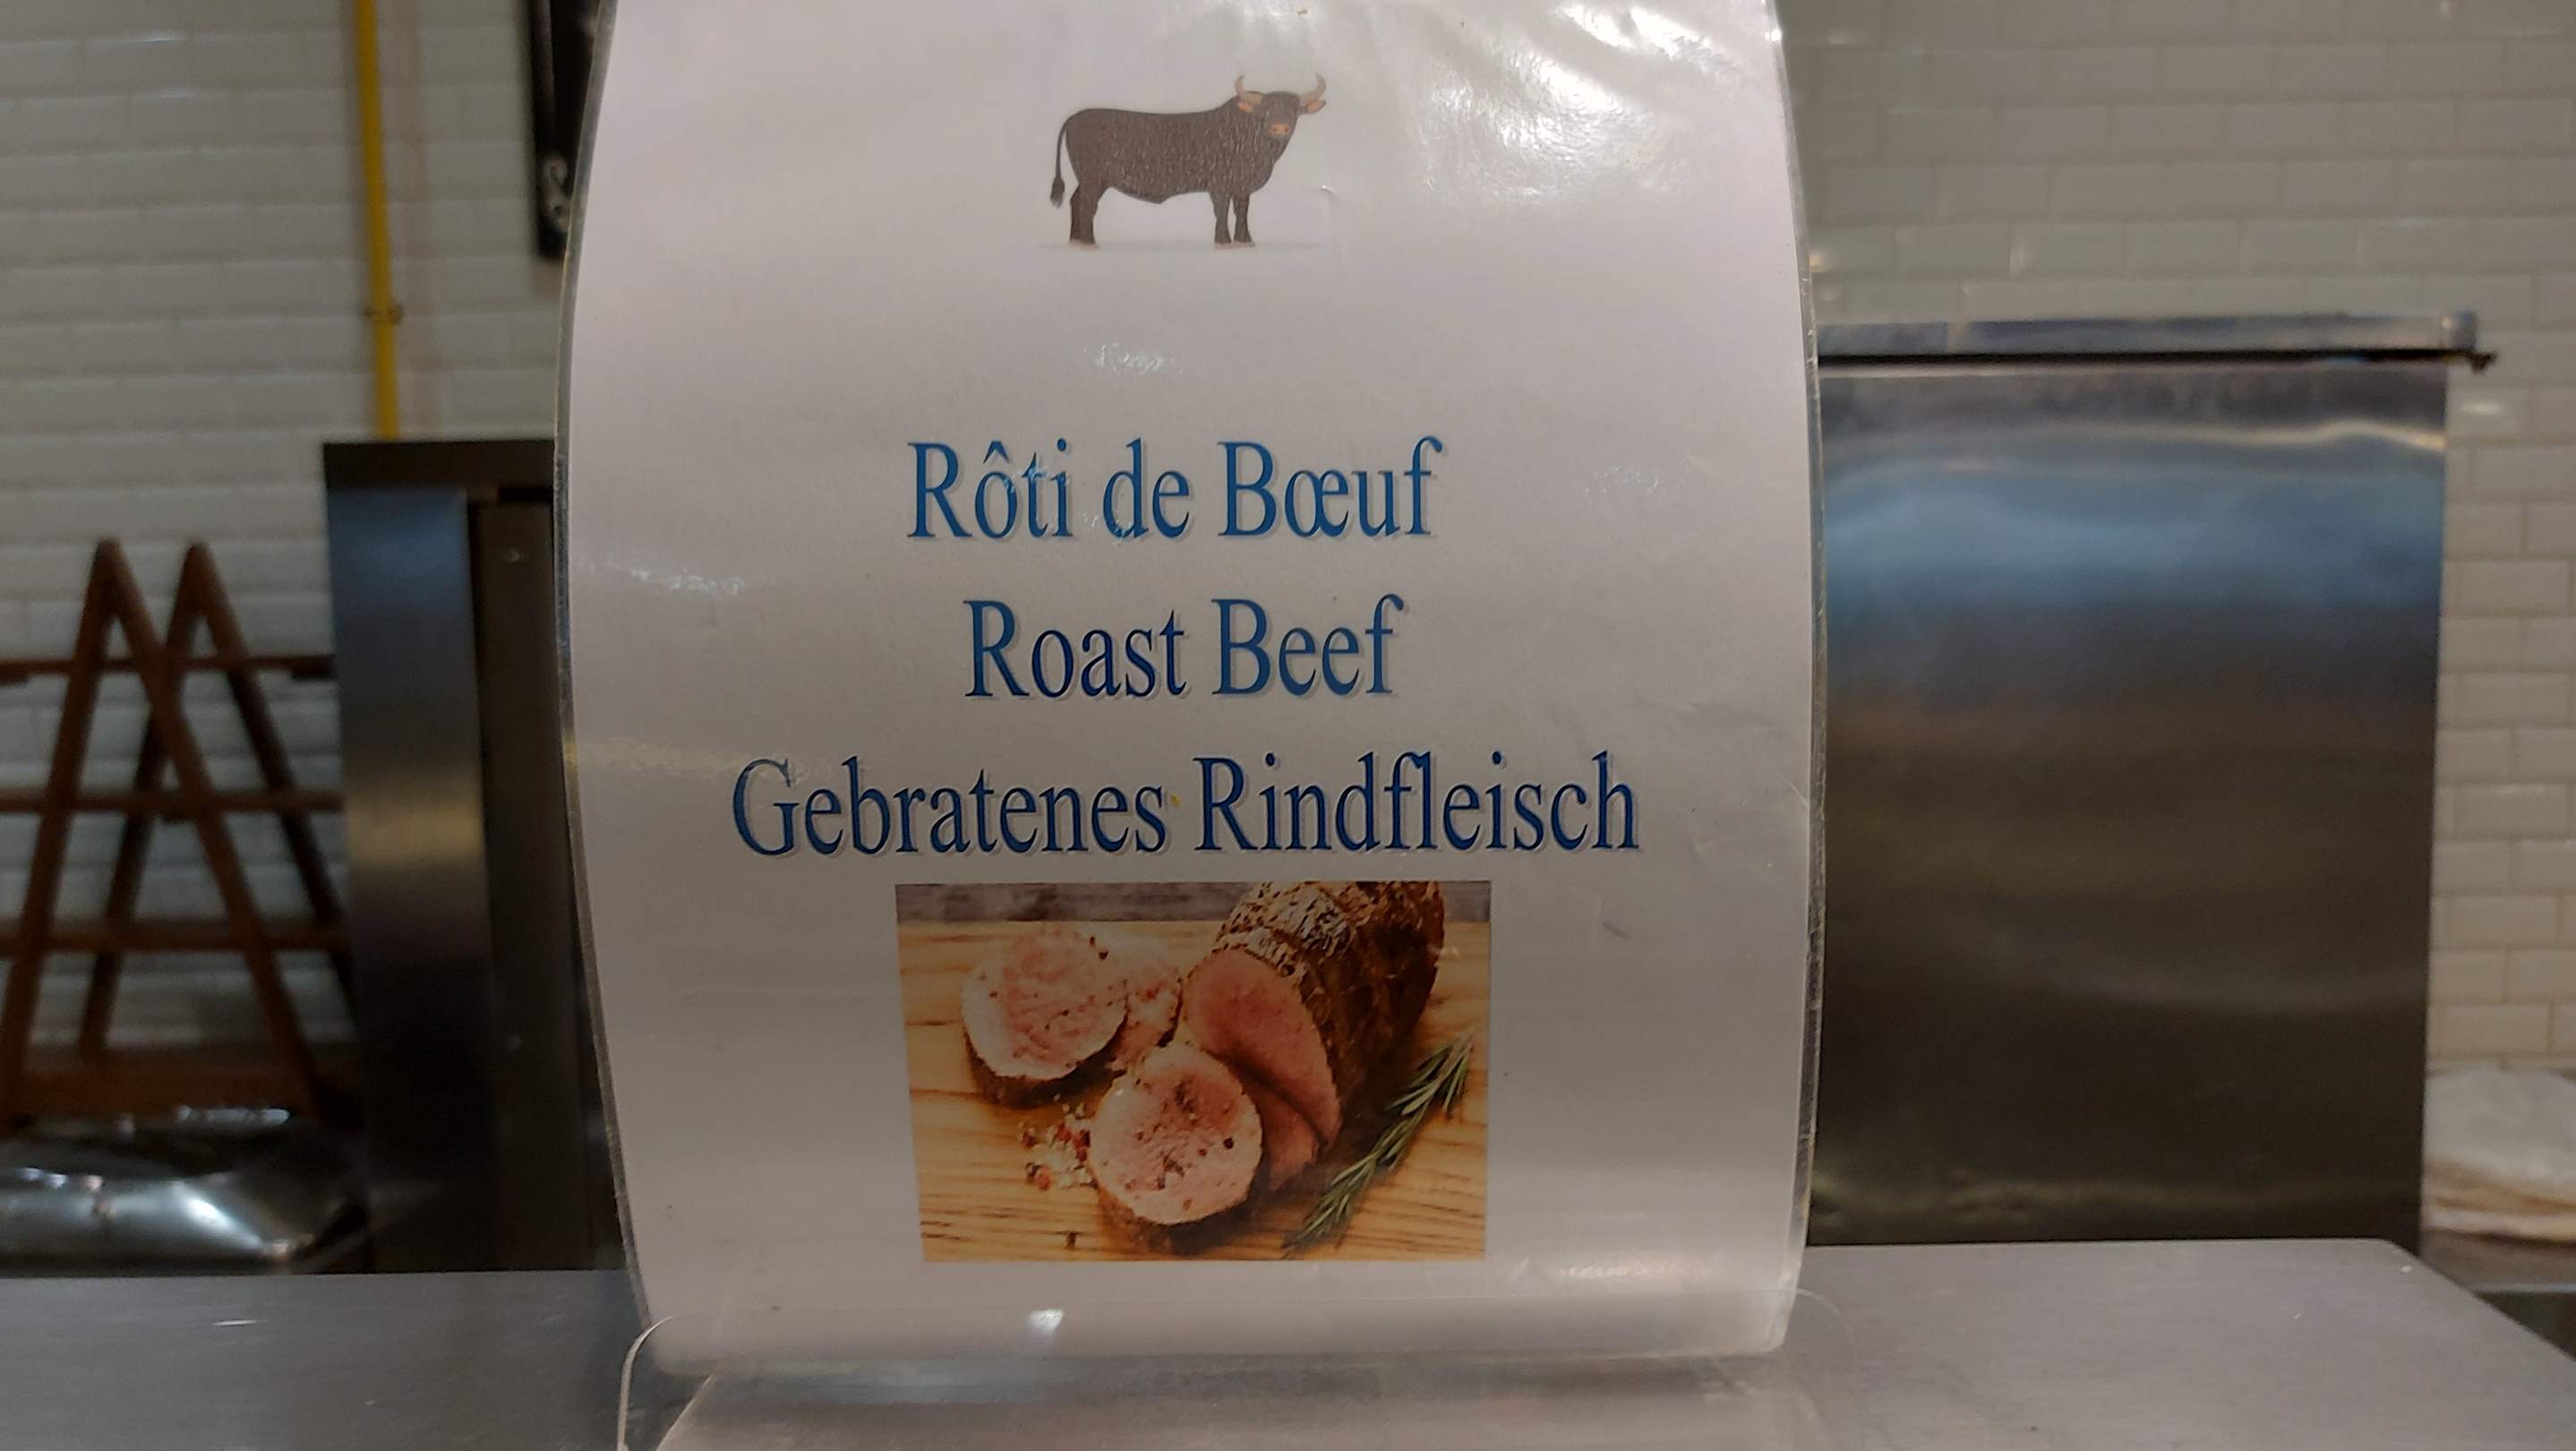 Rôti de Bœuf
Roast Beef
Gebratenes Rindfleisch